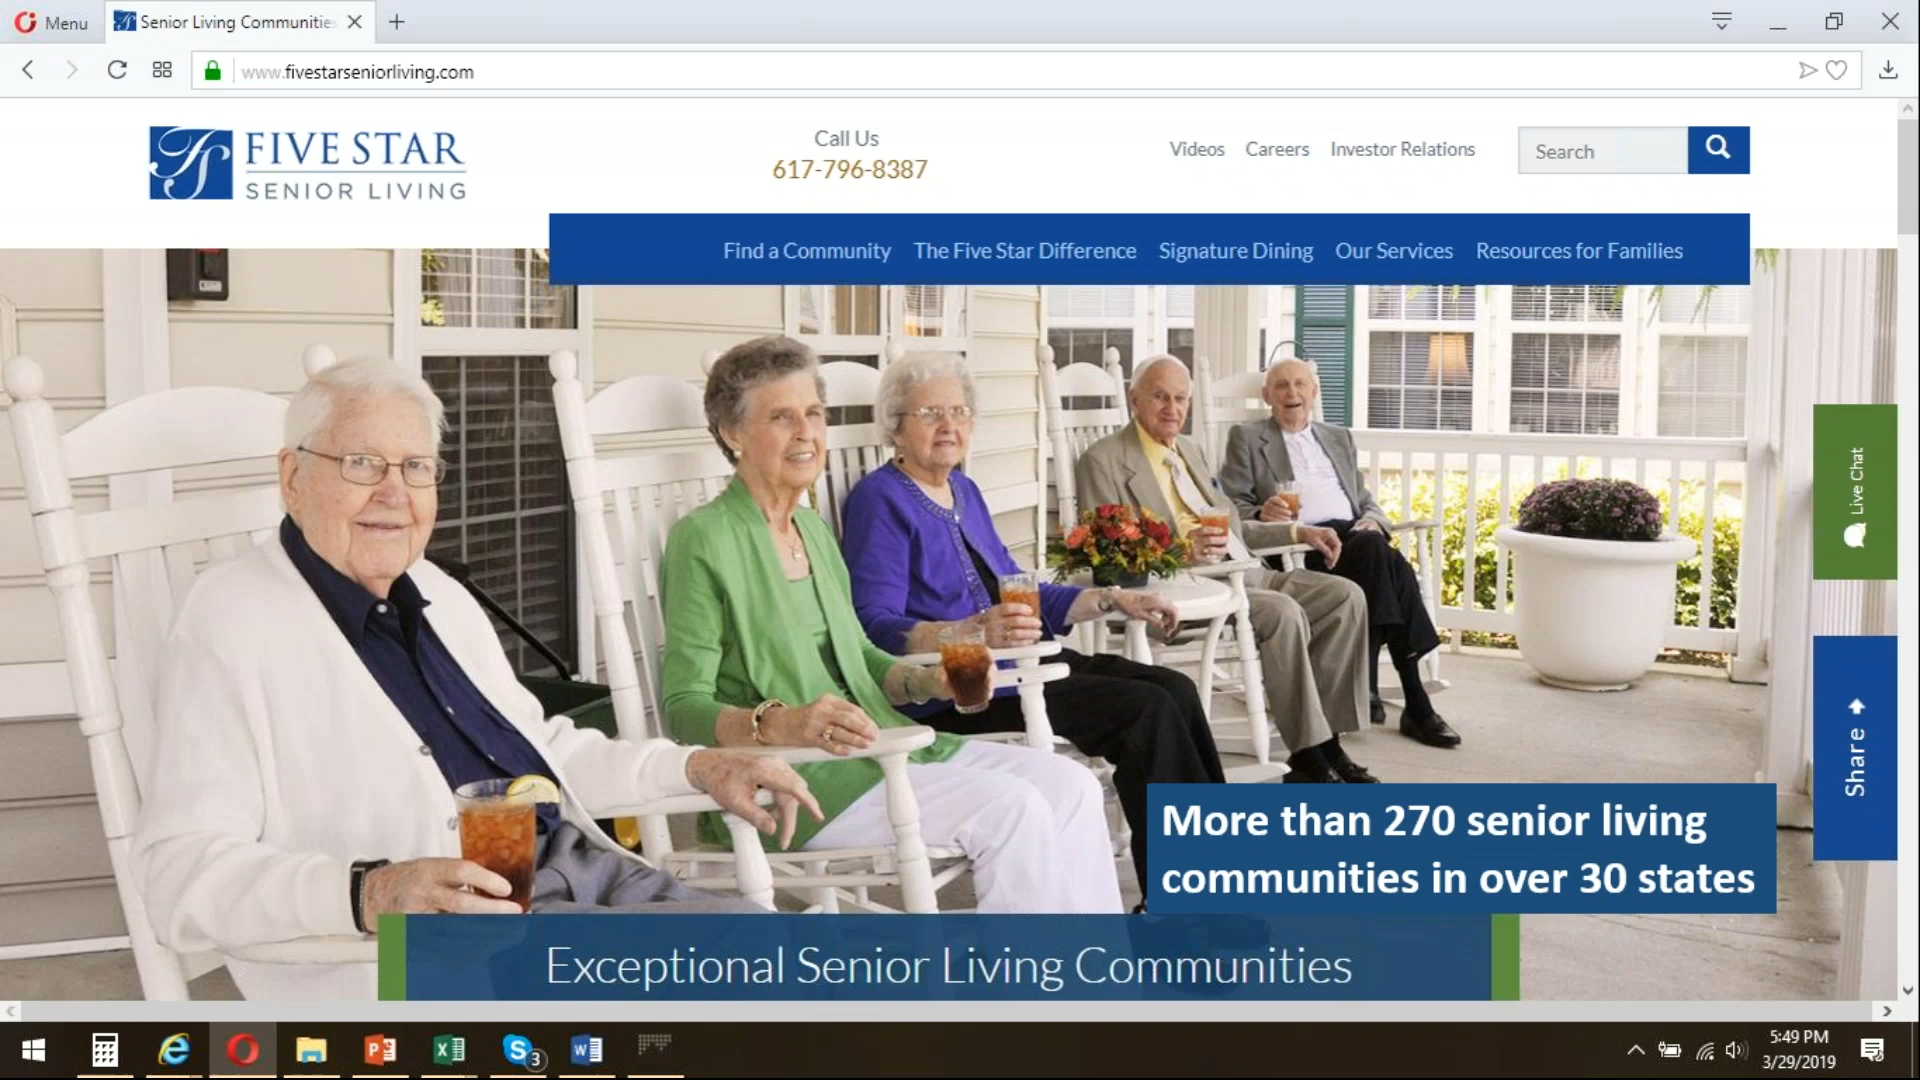 Menu
Senior Living Communitie
www.fivestarseniorliving.com
FIVE STAR
SENIOR LIVING
Call Us
617-796-8387
Videos Careers Investor Relations
Search
Find a Community The Five Star Difference Signature Dining Our Services Resources for Families
Live Chat
Share
More than 270 senior living
communities in over 30 states
Exceptional Senior Living Communities
3
5:49 PM
3/29/2019